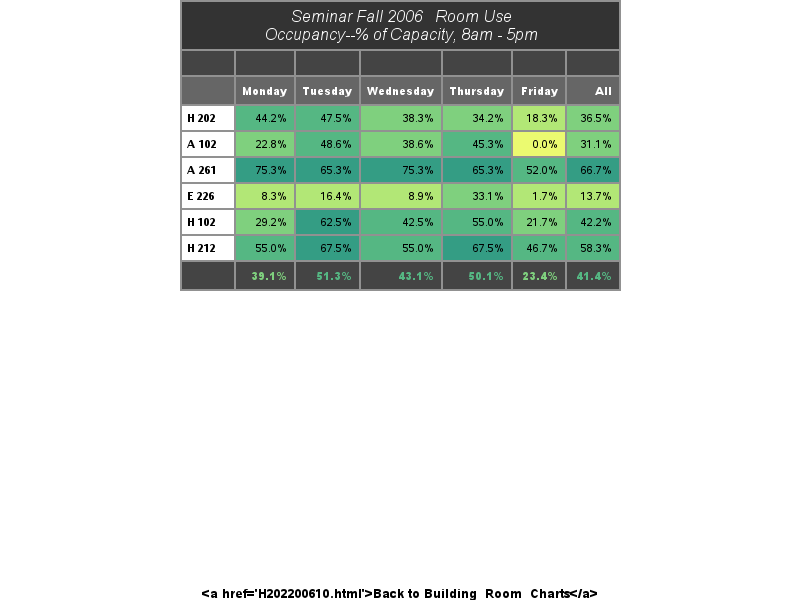 Seminar Fall 2006 Room Use
Occupancy--% of Capacity, 8am - 5pm
Monday Tuesday Wednesday Thursday Friday All
H 202 44.2% 47.5% 38.3% 34.2% 18.3% 36.5%
A 102 22.8% 48.6% 38.6% 45.3% 0.0% 31.1%
A 261 75.3% 65.3% 75.3% 65.3% 52.0% 66.7%
E 226 8.3% 16.4% 8.9% 33.1% 1.7% 13.7%
H 102 29.2% 62.5% 42.5% 55.0% 21.7% 42.2%
H 212 55.0% 67.5% 55.0% 67.5% 46.7% 58.3%
39.1% 51.3% 43.1% 50.1% 23.4% 41.4%
<a href='H202200610.html'>Back to Building Room Charts</a>